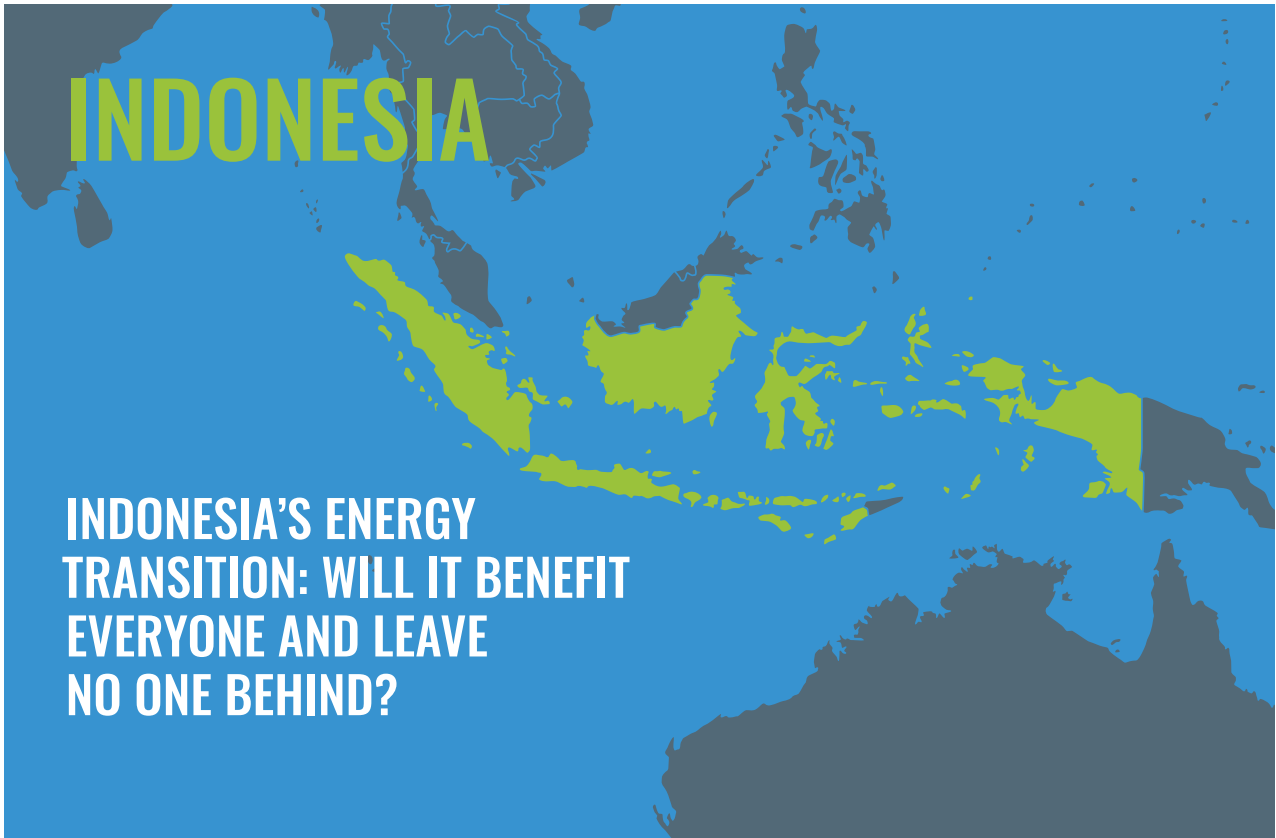 INDONESIA
INDONESIA’S ENERGY
TRANSITION: WILL IT BENEFIT
EVERYONE AND LEAVE
NO ONE BEHIND?